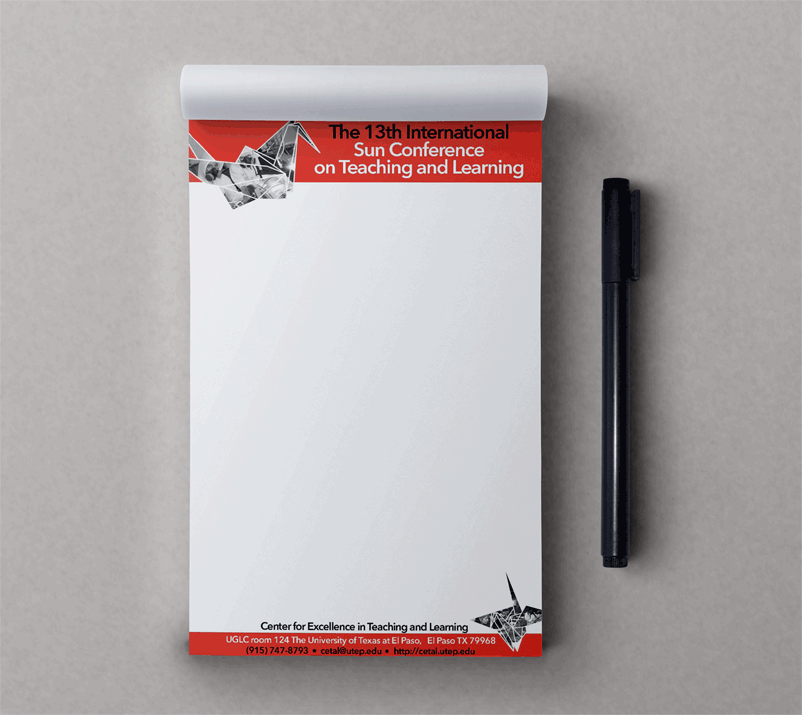 The 13th International
Sun Conference
on Teaching and Learning
Center for Excellence in Teaching and Learning
UGLC room 124 The University of Texas at El Paso, El Paso TX 79968
(915) 747-8793 • cetal@utep.edu • http://cetal.utep.edu